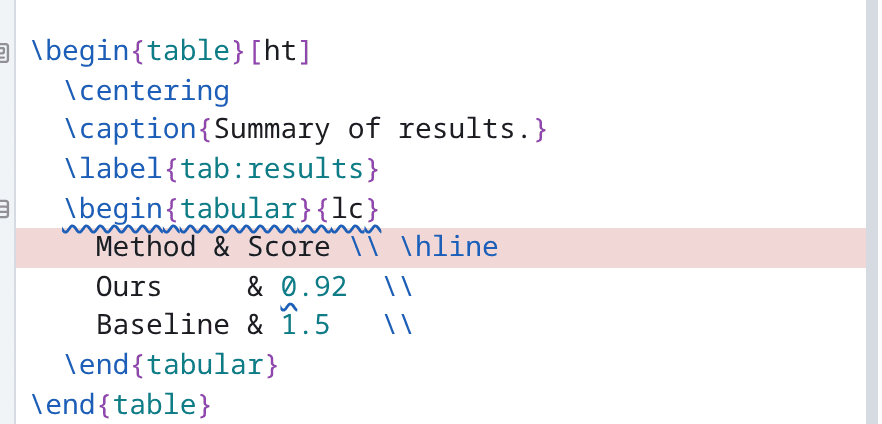 \begin{table}[ht]
  \centering
  \caption{Summary of results.}
  \label{tab:results}
  \begin{tabular}{lc}
    Method & Score \\ \hline
    Ours     & 0.92  \\
    Baseline & 1.5   \\
  \end{tabular}
\end{table}